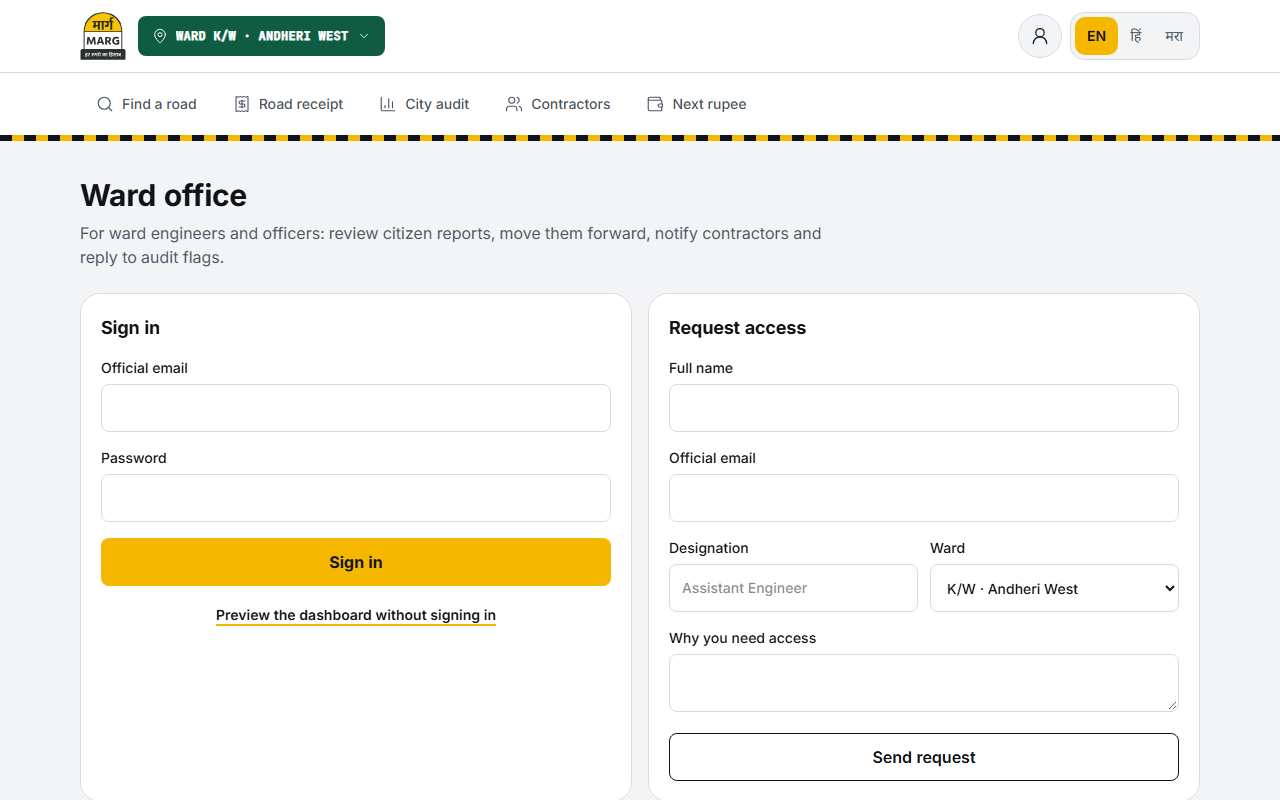 मार्ग
MARG
हर रुपये का हिसाब
WARD K/W · ANDHERI WEST
EN
हिं
मरा
Find a road
Road receipt
City audit
Contractors
Next rupee
Ward office
For ward engineers and officers: review citizen reports, move them forward, notify contractors and
reply to audit flags.
Sign in
Official email
Password
Sign in
Preview the dashboard without signing in
Request access
Full name
Official email
Designation
Ward
Assistant Engineer
K/W · Andheri West
Why you need access
Send request